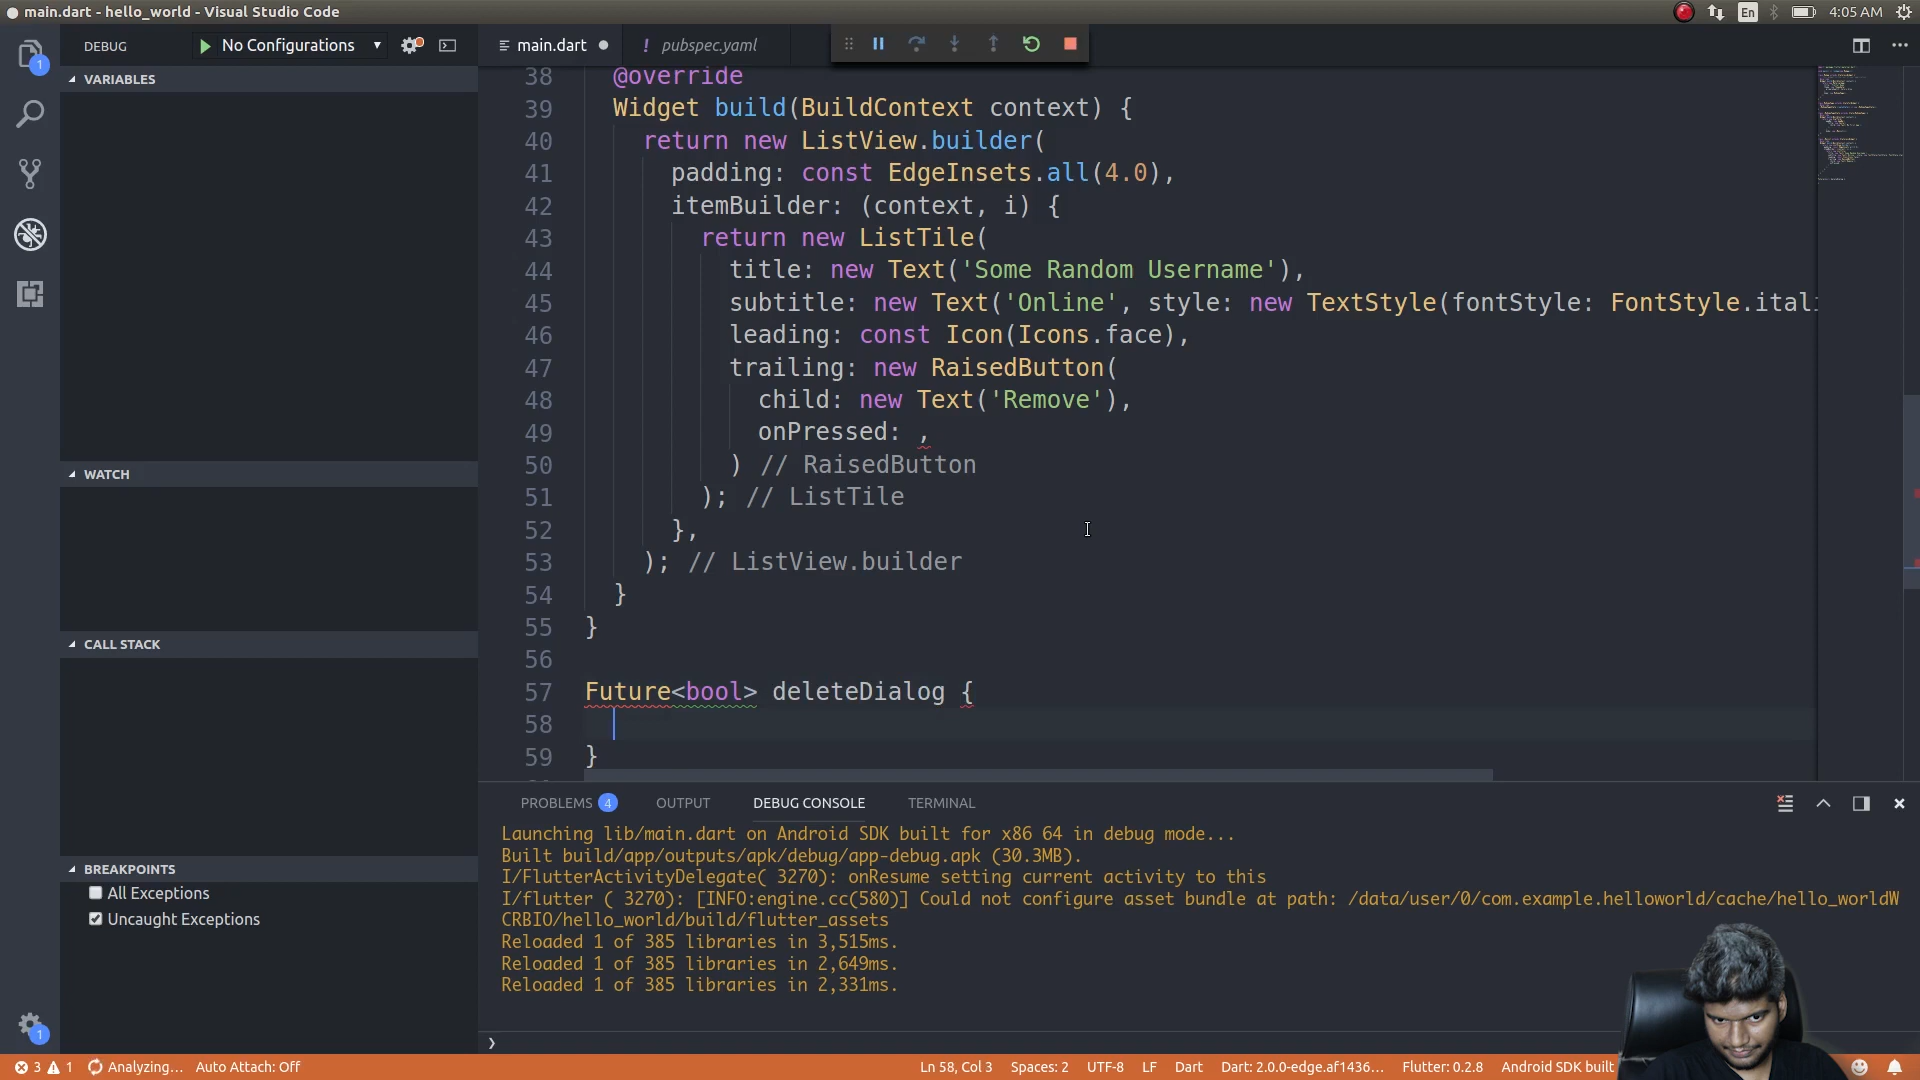 main.dart - hello_world - Visual Studio Code
En
4:05 AM
DEBUG
No Configurations
main.dart
! pubspec.yaml
1
VARIABLES
WATCH
CALL STACK
BREAKPOINTS
All Exceptions
Uncaught Exceptions
1
38 @override
39 Widget build(BuildContext context) {
40 return new ListView.builder(
41 padding: const EdgeInsets.all(4.0),
42 itemBuilder: (context, i) {
43 return new ListTile(
44 title: new Text('Some Random Username'),
45 subtitle: new Text('Online', style: new TextStyle(fontStyle: FontStyle.itali
46 leading: const Icon(Icons.face),
47 trailing: new RaisedButton(
48 child: new Text('Remove'),
49 onPressed: ,
50 ) // RaisedButton
51 ); // ListTile
52 },
53 ); // ListView.builder
54 }
55 }
56
57 Future<bool> deleteDialog {
58
59 }
PROBLEMS 4 OUTPUT DEBUG CONSOLE TERMINAL
Launching lib/main.dart on Android SDK built for x86 64 in debug mode...
Built build/app/outputs/apk/debug/app-debug.apk (30.3MB).
I/FlutterActivityDelegate( 3270): onResume setting current activity to this
I/flutter ( 3270): [INFO:engine.cc(580)] Could not configure asset bundle at path: /data/user/0/com.example.helloworld/cache/hello_worldW
CRBIO/hello_world/build/flutter_assets
Reloaded 1 of 385 libraries in 3,515ms.
Reloaded 1 of 385 libraries in 2,649ms.
Reloaded 1 of 385 libraries in 2,331ms.
3 1 Analyzing... Auto Attach: Off Ln 58, Col 3 Spaces: 2 UTF-8 LF Dart Dart: 2.0.0-edge.af1436... Flutter: 0.2.8 Android SDK built